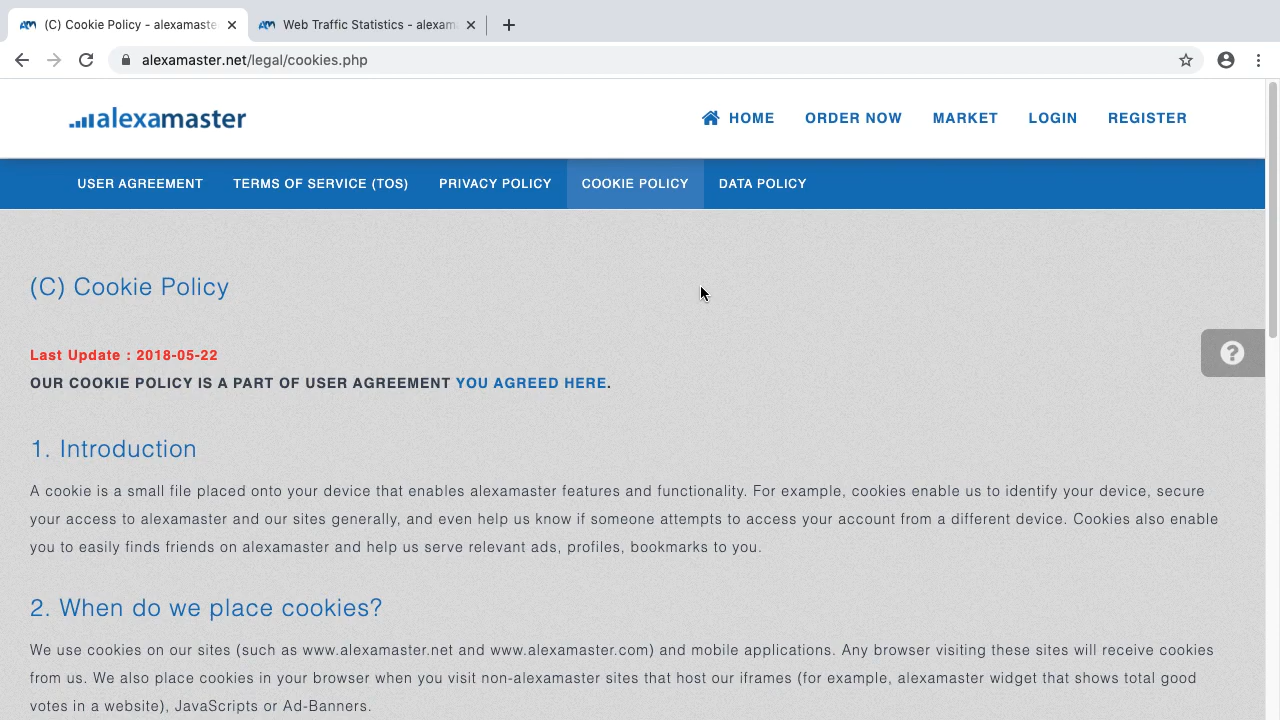 (C) Cookie Policy - alexamaste
Web Traffic Statistics - alexam
alexamaster.net/legal/cookies.php
alexamaster
HOME
ORDER NOW
MARKET
LOGIN
REGISTER
USER AGREEMENT
TERMS OF SERVICE (TOS)
PRIVACY POLICY
COOKIE POLICY
DATA POLICY
(C) Cookie Policy
Last Update : 2018-05-22
OUR COOKIE POLICY IS A PART OF USER AGREEMENT YOU AGREED HERE.
1. Introduction
A cookie is a small file placed onto your device that enables alexamaster features and functionality. For example, cookies enable us to identify your device, secure
your access to alexamaster and our sites generally, and even help us know if someone attempts to access your account from a different device. Cookies also enable
you to easily finds friends on alexamaster and help us serve relevant ads, profiles, bookmarks to you.
2. When do we place cookies?
We use cookies on our sites (such as www.alexamaster.net and www.alexamaster.com) and mobile applications. Any browser visiting these sites will receive cookies
from us. We also place cookies in your browser when you visit non-alexamaster sites that host our iframes (for example, alexamaster widget that shows total good
votes in a website), JavaScripts or Ad-Banners.